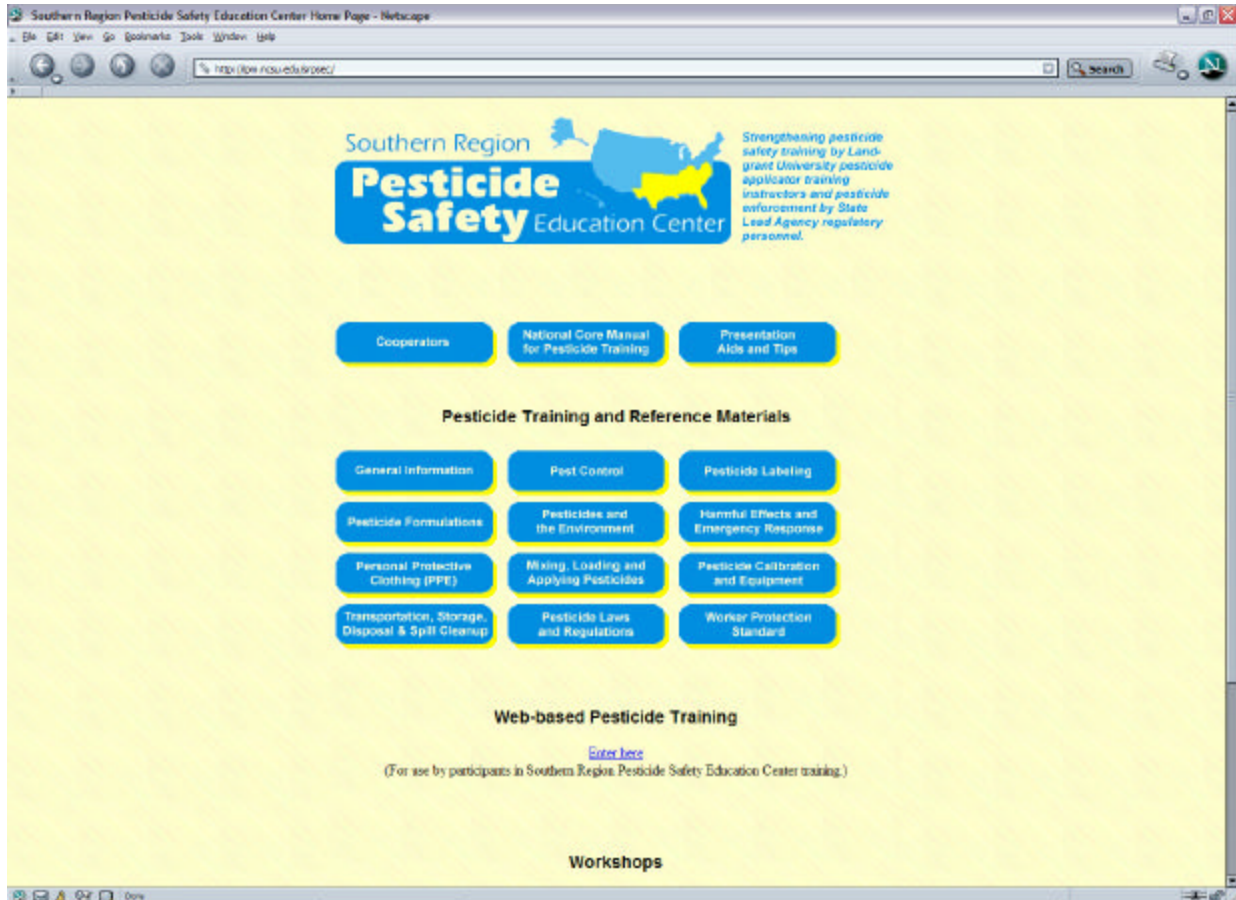 Southern Region Pesticide Safety Education Center Home Page - Netscape
File Edit View Go Bookmarks Tools Window Help
http://ipm.ncsu.edu/srpsec/
Search
N
Southern Region
Pesticide
Safety Education Center
Strengthening pesticide
safety training by Land-
grant University pesticide
applicator training
instructors and pesticide
enforcement by State
Lead Agency regulatory
personnel.
Cooperators
National Core Manual
for Pesticide Training
Presentation
Aids and Tips
Pesticide Training and Reference Materials
General Information
Pest Control
Pesticide Labeling
Pesticide Formulations
Pesticides and
the Environment
Harmful Effects and
Emergency Response
Personal Protective
Clothing (PPE)
Mixing, Loading and
Applying Pesticides
Pesticide Calibration
and Equipment
Transportation, Storage,
Disposal & Spill Cleanup
Pesticide Laws
and Regulations
Worker Protection
Standard
Web-based Pesticide Training
Enter here
(For use by participants in Southern Region Pesticide Safety Education Center training.)
Workshops
Done